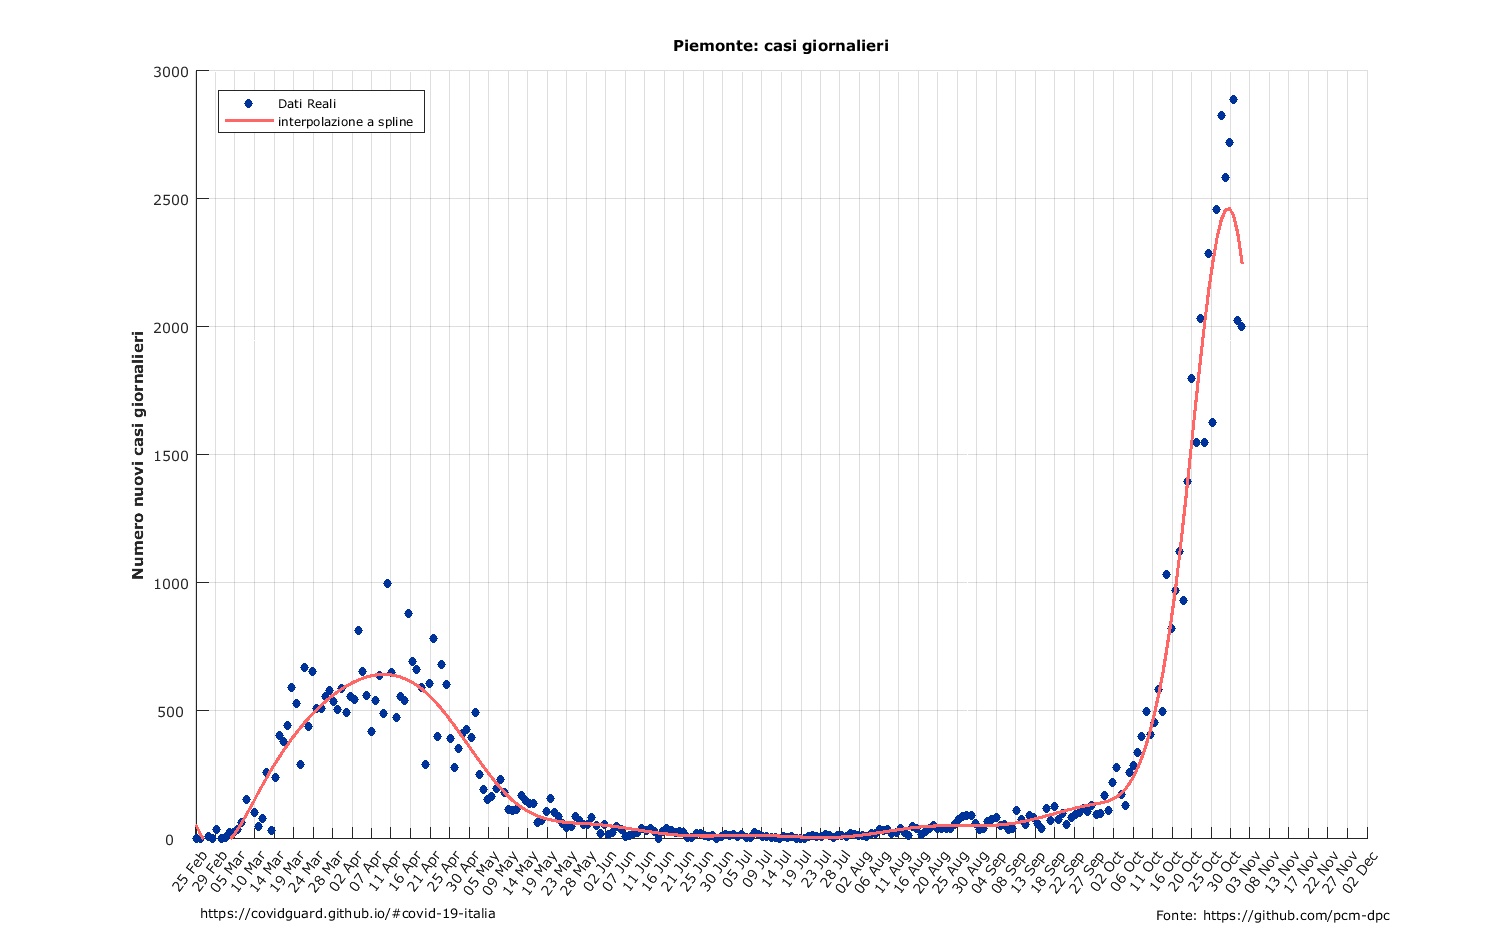 Piemonte: casi giornalieri
Dati Reali
interpolazione a spline
Numero nuovi casi giornalieri
3000
2500
2000
1500
1000
500
0
25 Feb
29 Feb
05 Mar
10 Mar
14 Mar
19 Mar
24 Mar
28 Mar
02 Apr
07 Apr
11 Apr
16 Apr
21 Apr
25 Apr
30 Apr
05 May
09 May
14 May
19 May
23 May
28 May
02 Jun
07 Jun
11 Jun
16 Jun
21 Jun
25 Jun
30 Jun
05 Jul
09 Jul
14 Jul
19 Jul
23 Jul
28 Jul
02 Aug
06 Aug
11 Aug
16 Aug
20 Aug
25 Aug
30 Aug
04 Sep
08 Sep
13 Sep
18 Sep
22 Sep
27 Sep
02 Oct
06 Oct
11 Oct
16 Oct
20 Oct
25 Oct
30 Oct
03 Nov
08 Nov
13 Nov
17 Nov
22 Nov
27 Nov
02 Dec
https://covidguard.github.io/#covid-19-italia
Fonte: https://github.com/pcm-dpc